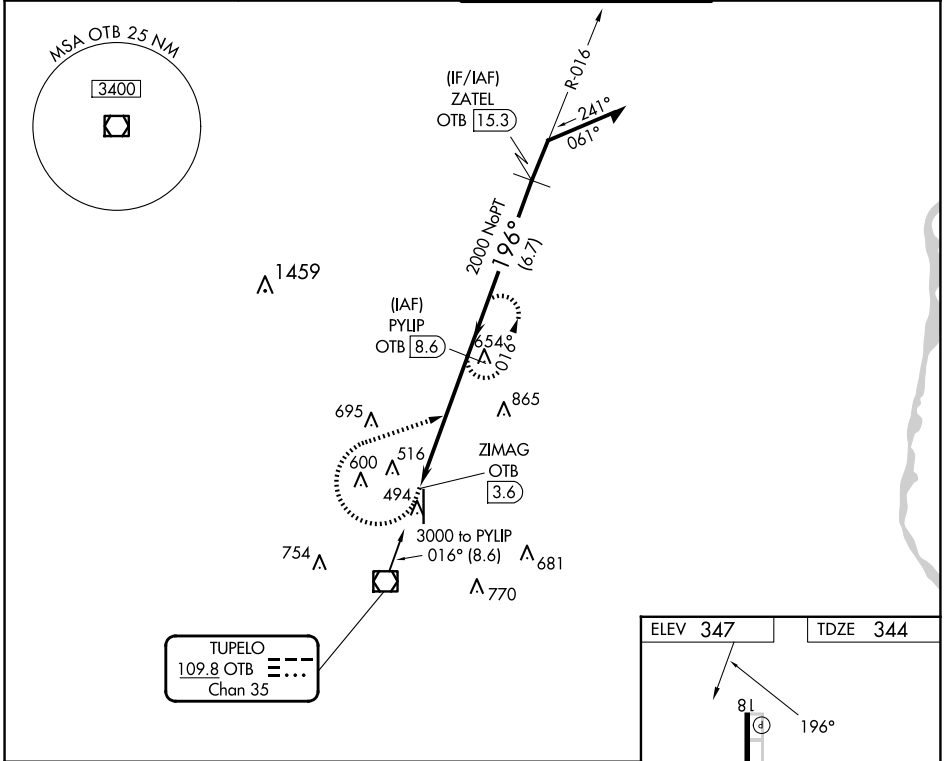 MSA OTB 25 NM
3400
R-016
(IF/IAF)
ZATEL
OTB 15.3
241°
061°
2000 NoPT
196°
(6.7)
1459
(IAF)
PYLIP
OTB 8.6
654
016°
865
695
516
600
494
ZIMAG
OTB
3.6
3000 to PYLIP
016° (8.6)
754
681
770
TUPELO
109.8 OTB
Chan 35
ELEV 347
TDZE 344
196°
18
P